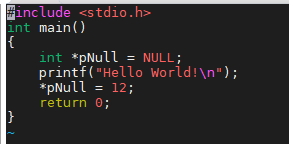 #include <stdio.h>
int main()
{
    int *pNull = NULL;
    printf("Hello World!\n");
    *pNull = 12;
    return 0;
}
~